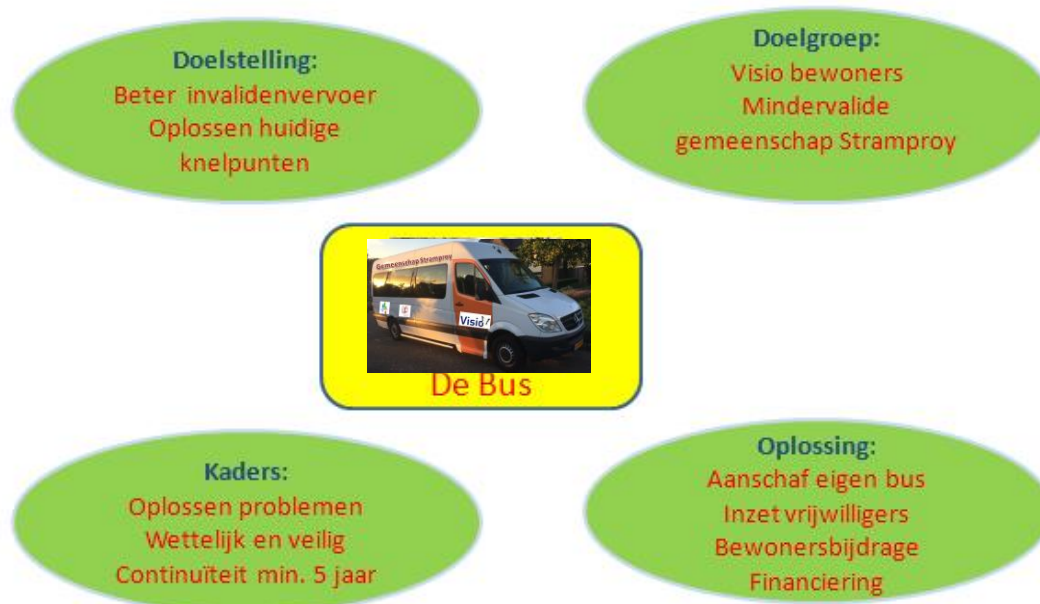 Doelstelling:
Beter invalidenvervoer
Oplossen huidige
knelpunten
Doelgroep:
Visio bewoners
Mindervalide
gemeenschap Stramproy
Gemeenschap Stramproy
Visio
De Bus
Kaders:
Oplossen problemen
Wettelijk en veilig
Continuïteit min. 5 jaar
Oplossing:
Aanschaf eigen bus
Inzet vrijwilligers
Bewonersbijdrage
Financiering